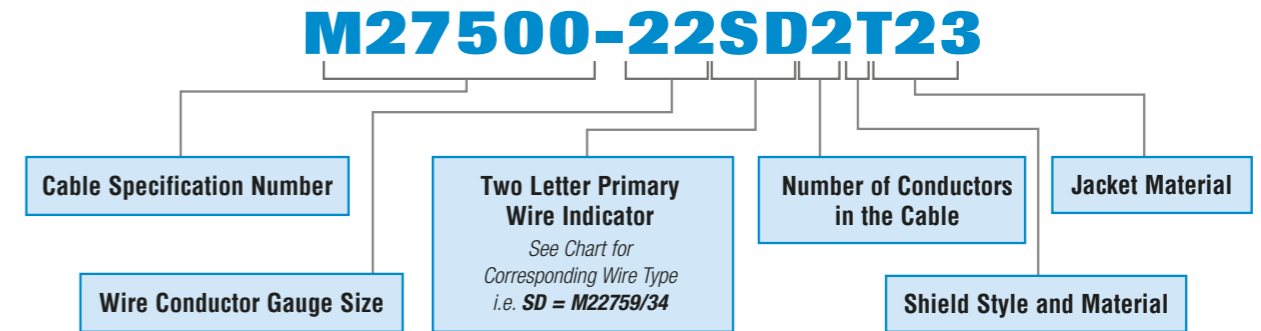 M27500-22SD2T23
Cable Specification Number
Two Letter Primary
Wire Indicator
See Chart for
Corresponding Wire Type
i.e. SD = M22759/34
Number of Conductors
in the Cable
Jacket Material
Wire Conductor Gauge Size
Shield Style and Material